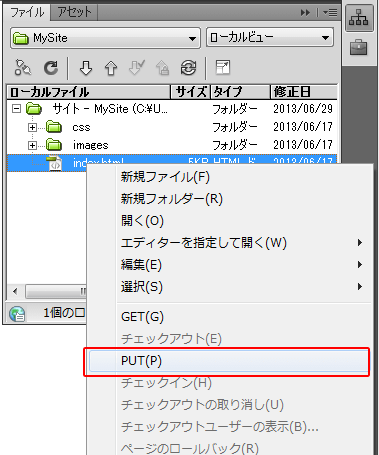 ファイル アセット
MySite ローカルビュー
ローカルファイル サイズ タイプ 修正日
サイト - MySite (C:¥U... フォルダー 2013/06/29
css フォルダー 2013/06/17
images フォルダー 2013/06/17
index.html 5KB HTML ド 2013/06/17
新規ファイル(F)
新規フォルダー(R)
開く(O)
エディターを指定して開く(W)
編集(E)
選択(S)
GET(G)
チェックアウト(E)
1個のロ
PUT(P)
チェックイン(H)
チェックアウトの取り消し(U)
チェックアウトユーザーの表示(B)...
ページのロールバック(R)